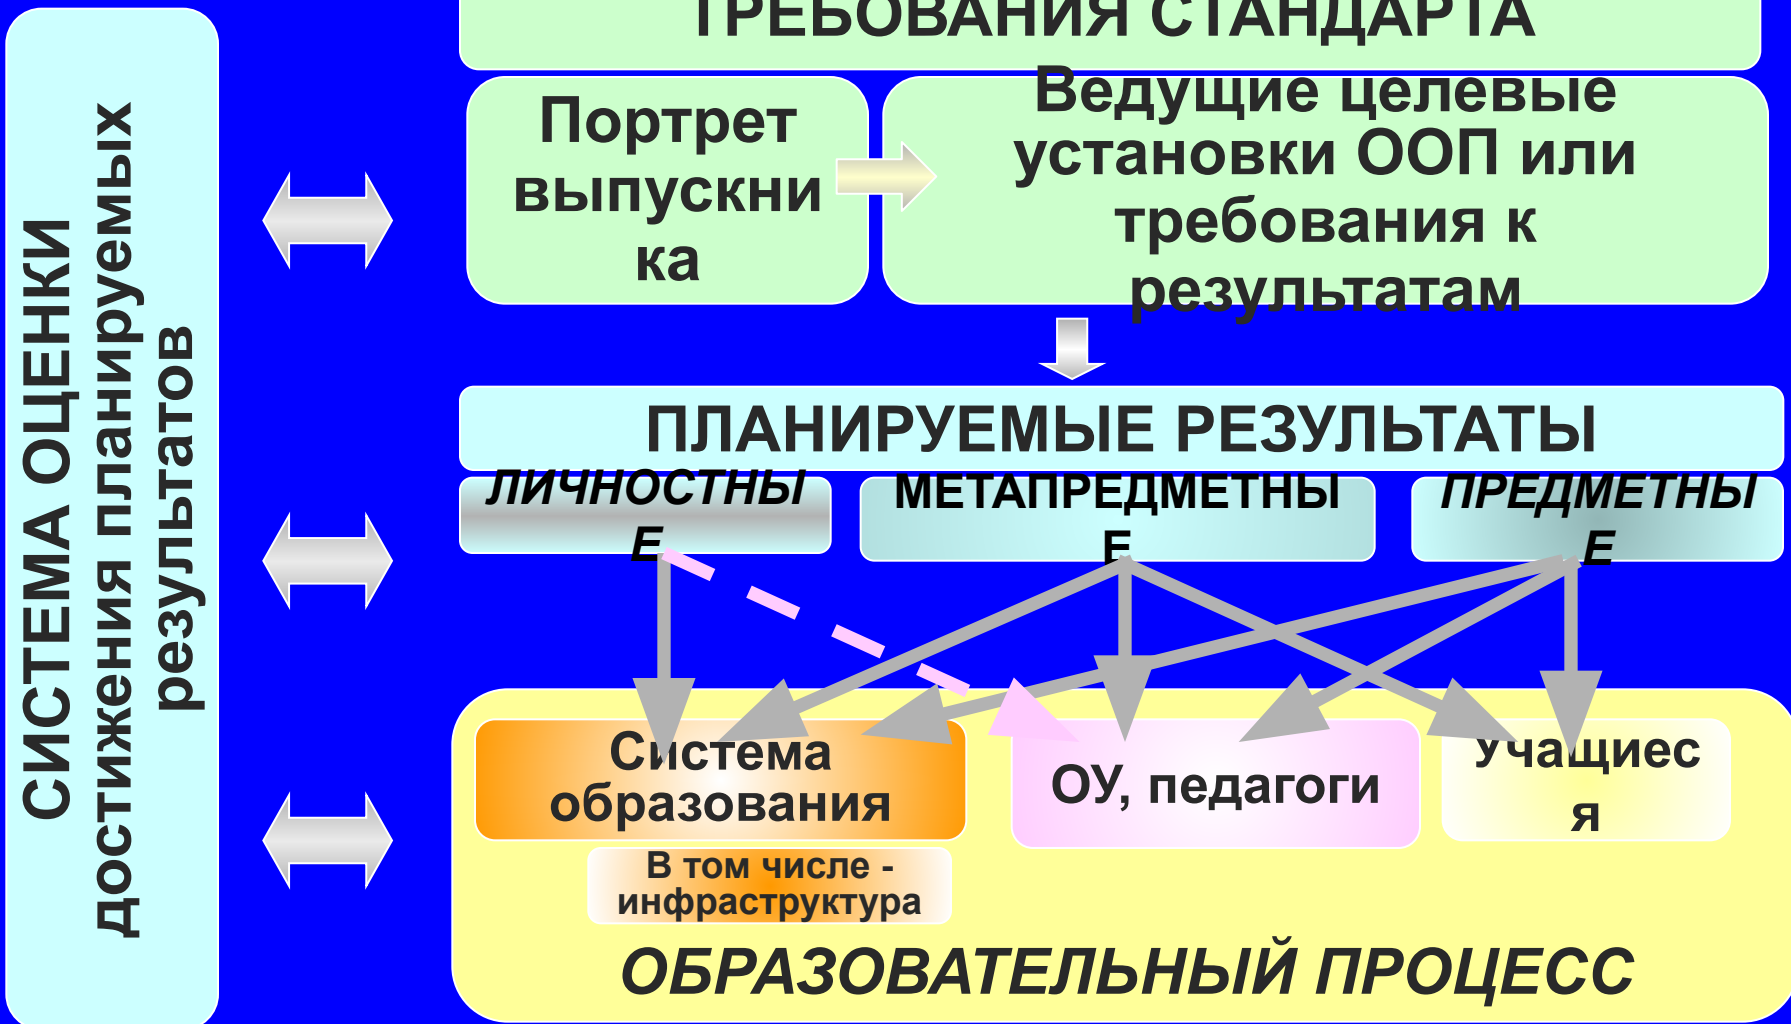 СИСТЕМА ОЦЕНКИ
достижения планируемых
результатов
ТРЕБОВАНИЯ СТАНДАРТА
Портрет
выпускни
ка
Ведущие целевые
установки ООП или
требования к
результатам
ПЛАНИРУЕМЫЕ РЕЗУЛЬТАТЫ
ЛИЧНОСТНЫ
Е
МЕТАПРЕДМЕТНЫ
Е
ПРЕДМЕТНЫ
Е
Система
образования
ОУ, педагоги
Учащиес
я
В том числе -
инфраструктура
ОБРАЗОВАТЕЛЬНЫЙ ПРОЦЕСС